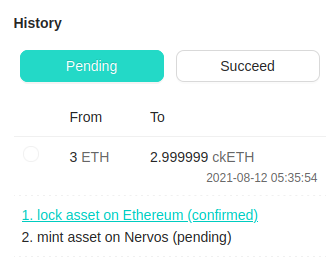 History
Pending Succeed
From To
3 ETH 2.999999 ckETH
2021-08-12 05:35:54
1. lock asset on Ethereum (confirmed)
2. mint asset on Nervos (pending)